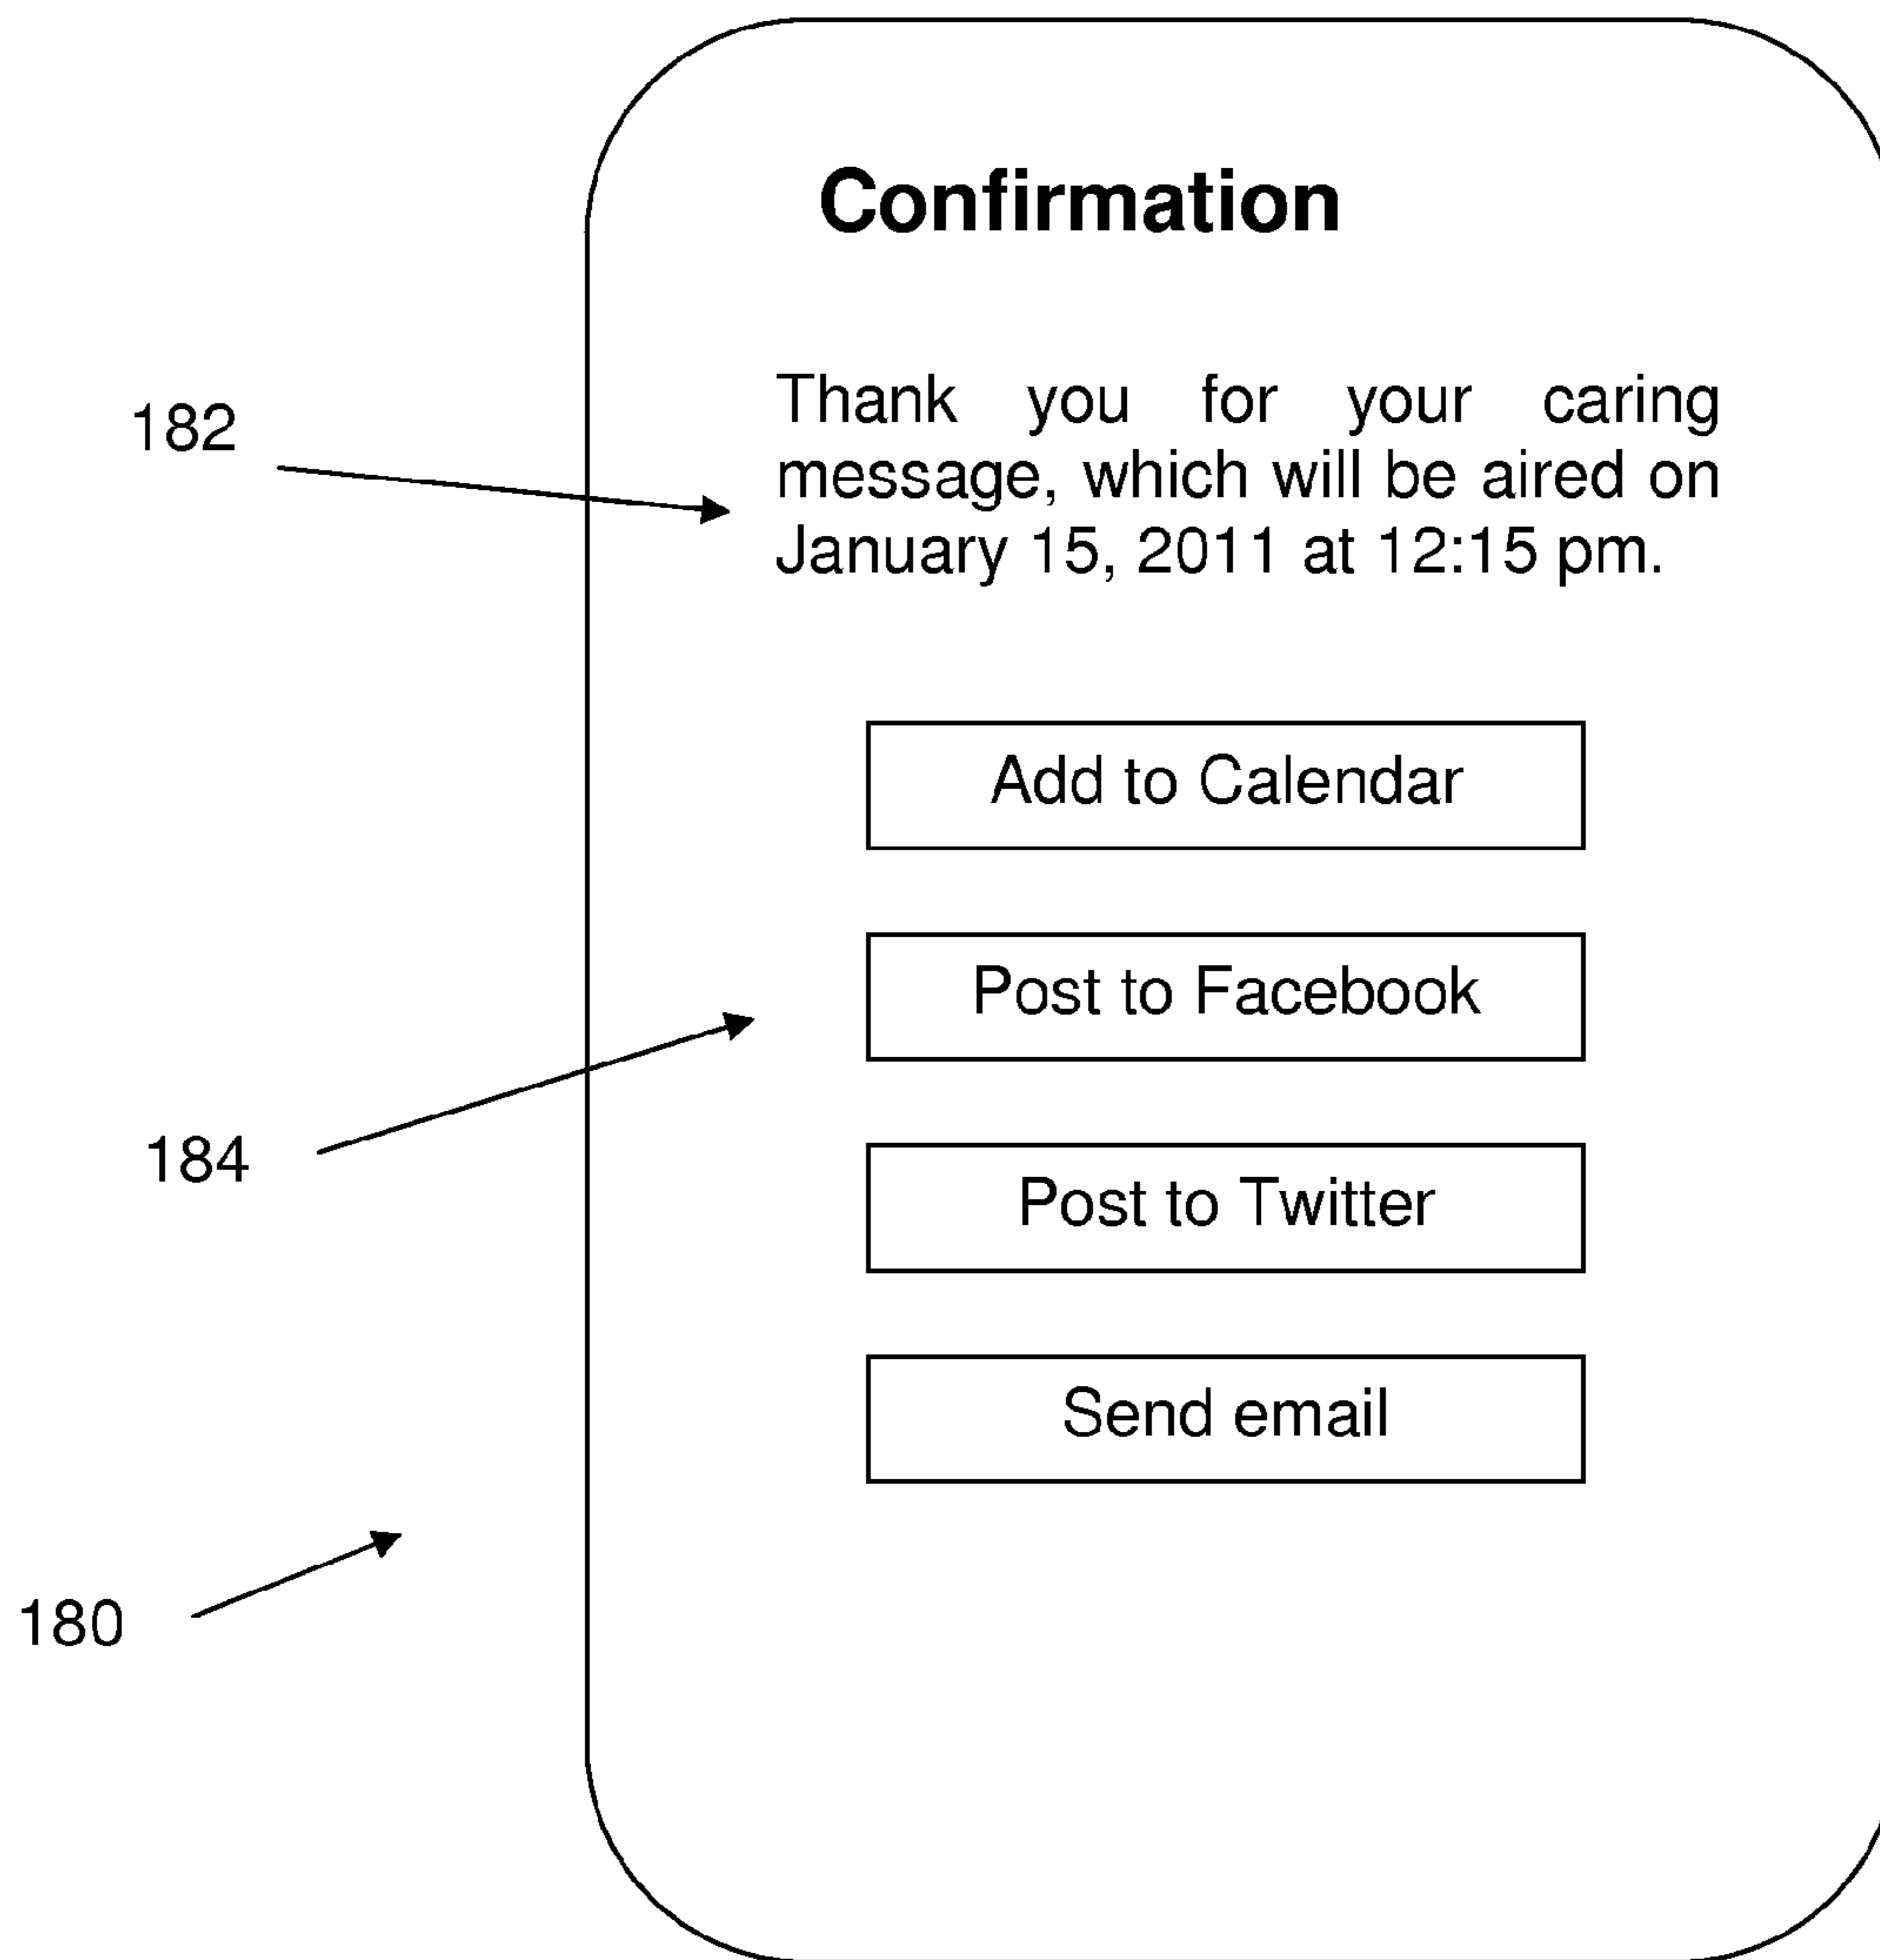 Confirmation
182
Thank you for your caring
message, which will be aired on
January 15, 2011 at 12:15 pm.
Add to Calendar
Post to Facebook
184
Post to Twitter
Send email
180